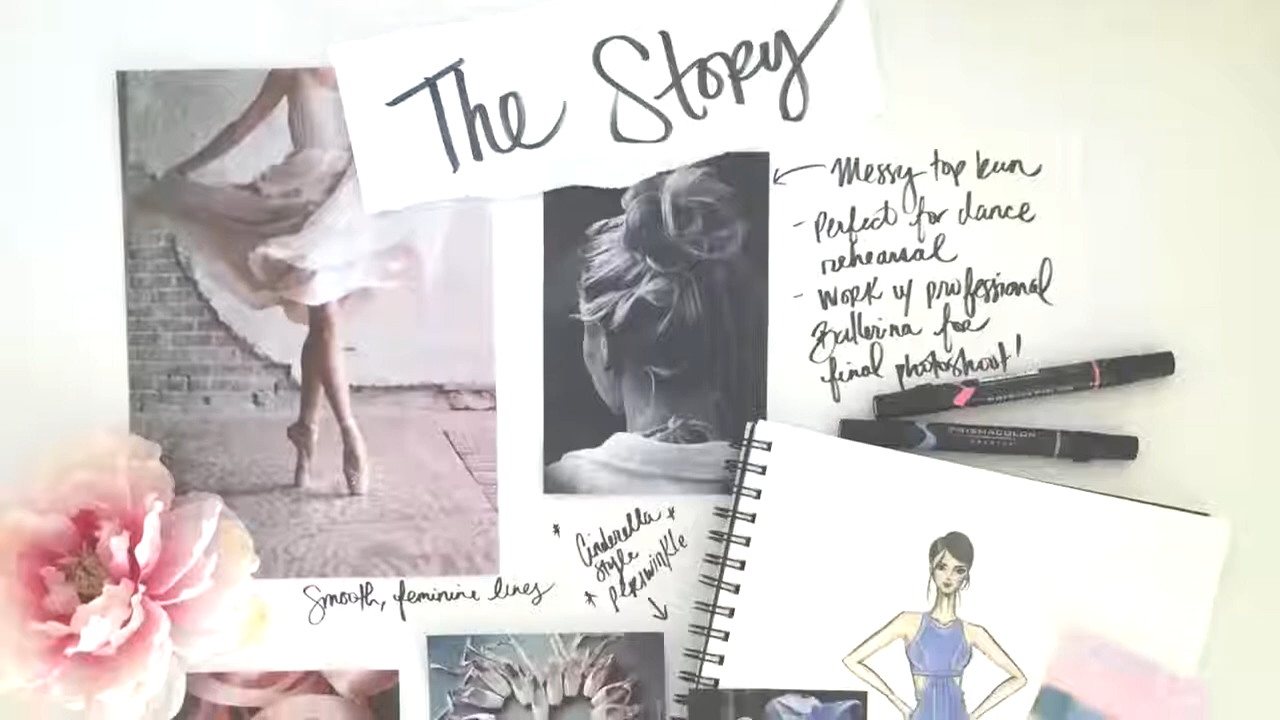 The Story
Messy top bun
- Perfect for dance
rehearsal
- Work w/ professional
Ballerina for
final photoshoot!
PRISMACOLOR
* Cinderella *
style
* periwinkle
Smooth, feminine lines